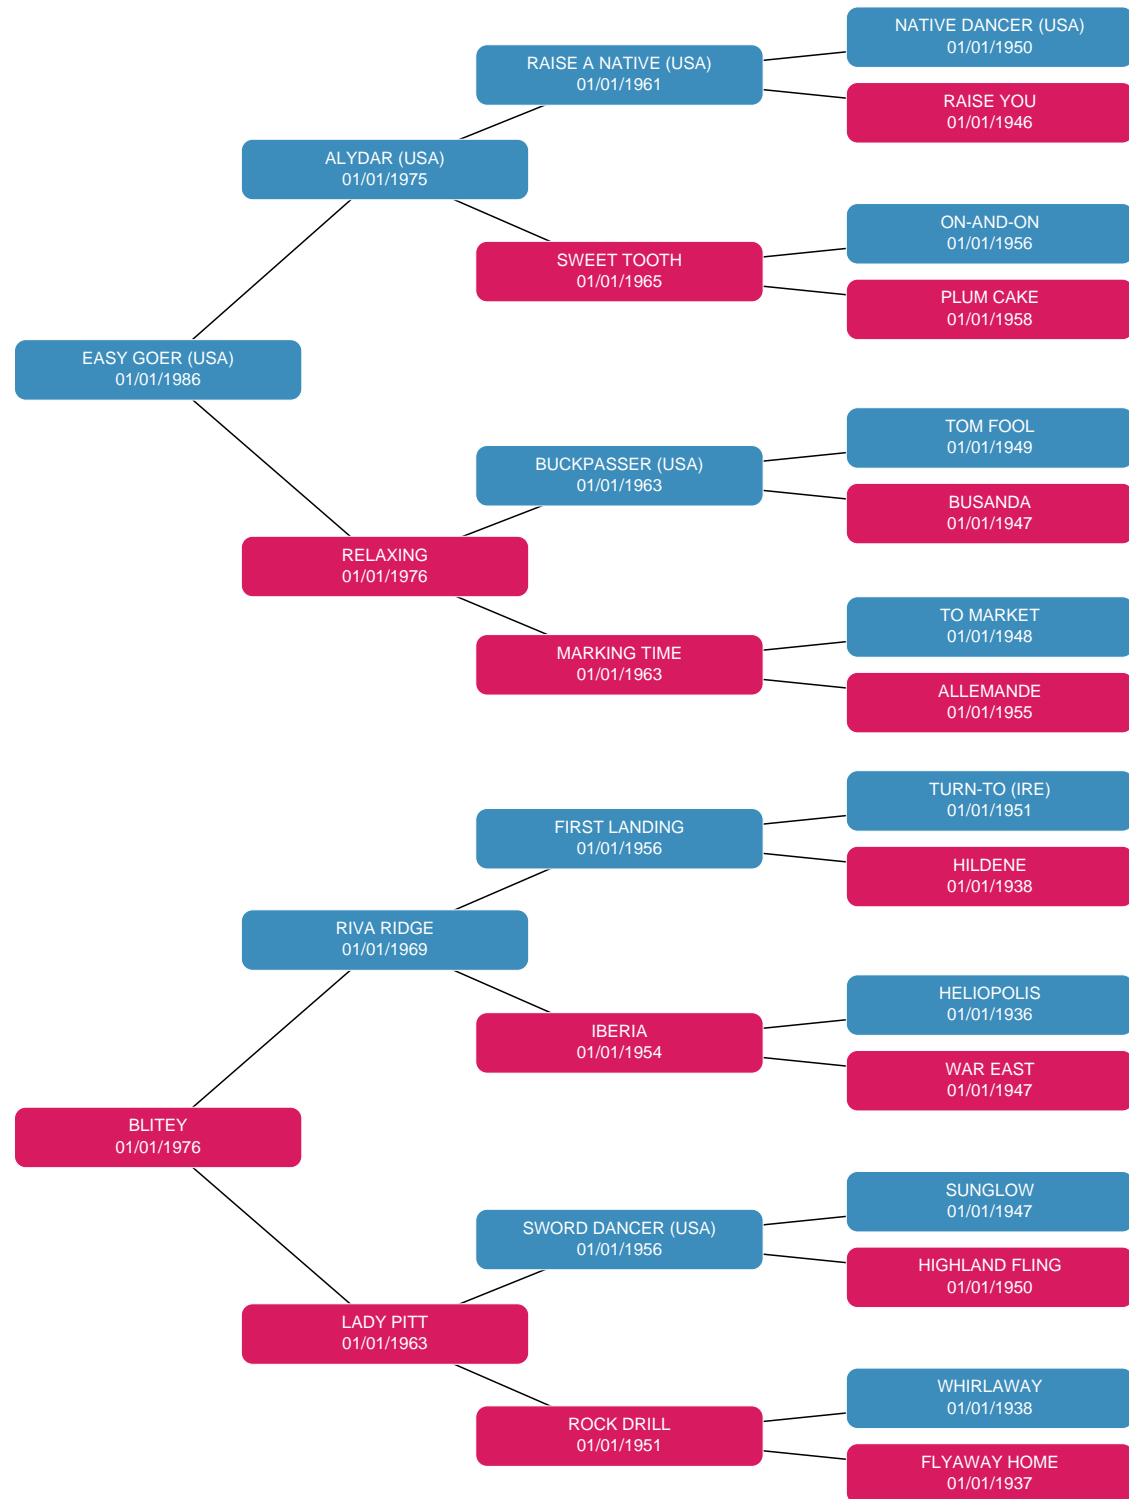 NATIVE DANCER (USA)
01/01/1950
RAISE A NATIVE (USA)
01/01/1961
RAISE YOU
01/01/1946
ALYDAR (USA)
01/01/1975
ON-AND-ON
01/01/1956
SWEET TOOTH
01/01/1965
PLUM CAKE
01/01/1958
EASY GOER (USA)
01/01/1986
TOM FOOL
01/01/1949
BUCKPASSER (USA)
01/01/1963
BUSANDA
01/01/1947
RELAXING
01/01/1976
TO MARKET
01/01/1948
MARKING TIME
01/01/1963
ALLEMANDE
01/01/1955
TURN-TO (IRE)
01/01/1951
FIRST LANDING
01/01/1956
HILDENE
01/01/1938
RIVA RIDGE
01/01/1969
HELIOPOLIS
01/01/1936
IBERIA
01/01/1954
WAR EAST
01/01/1947
BLITEY
01/01/1976
SUNGLOW
01/01/1947
SWORD DANCER (USA)
01/01/1956
HIGHLAND FLING
01/01/1950
LADY PITT
01/01/1963
WHIRLAWAY
01/01/1938
ROCK DRILL
01/01/1951
FLYAWAY HOME
01/01/1937